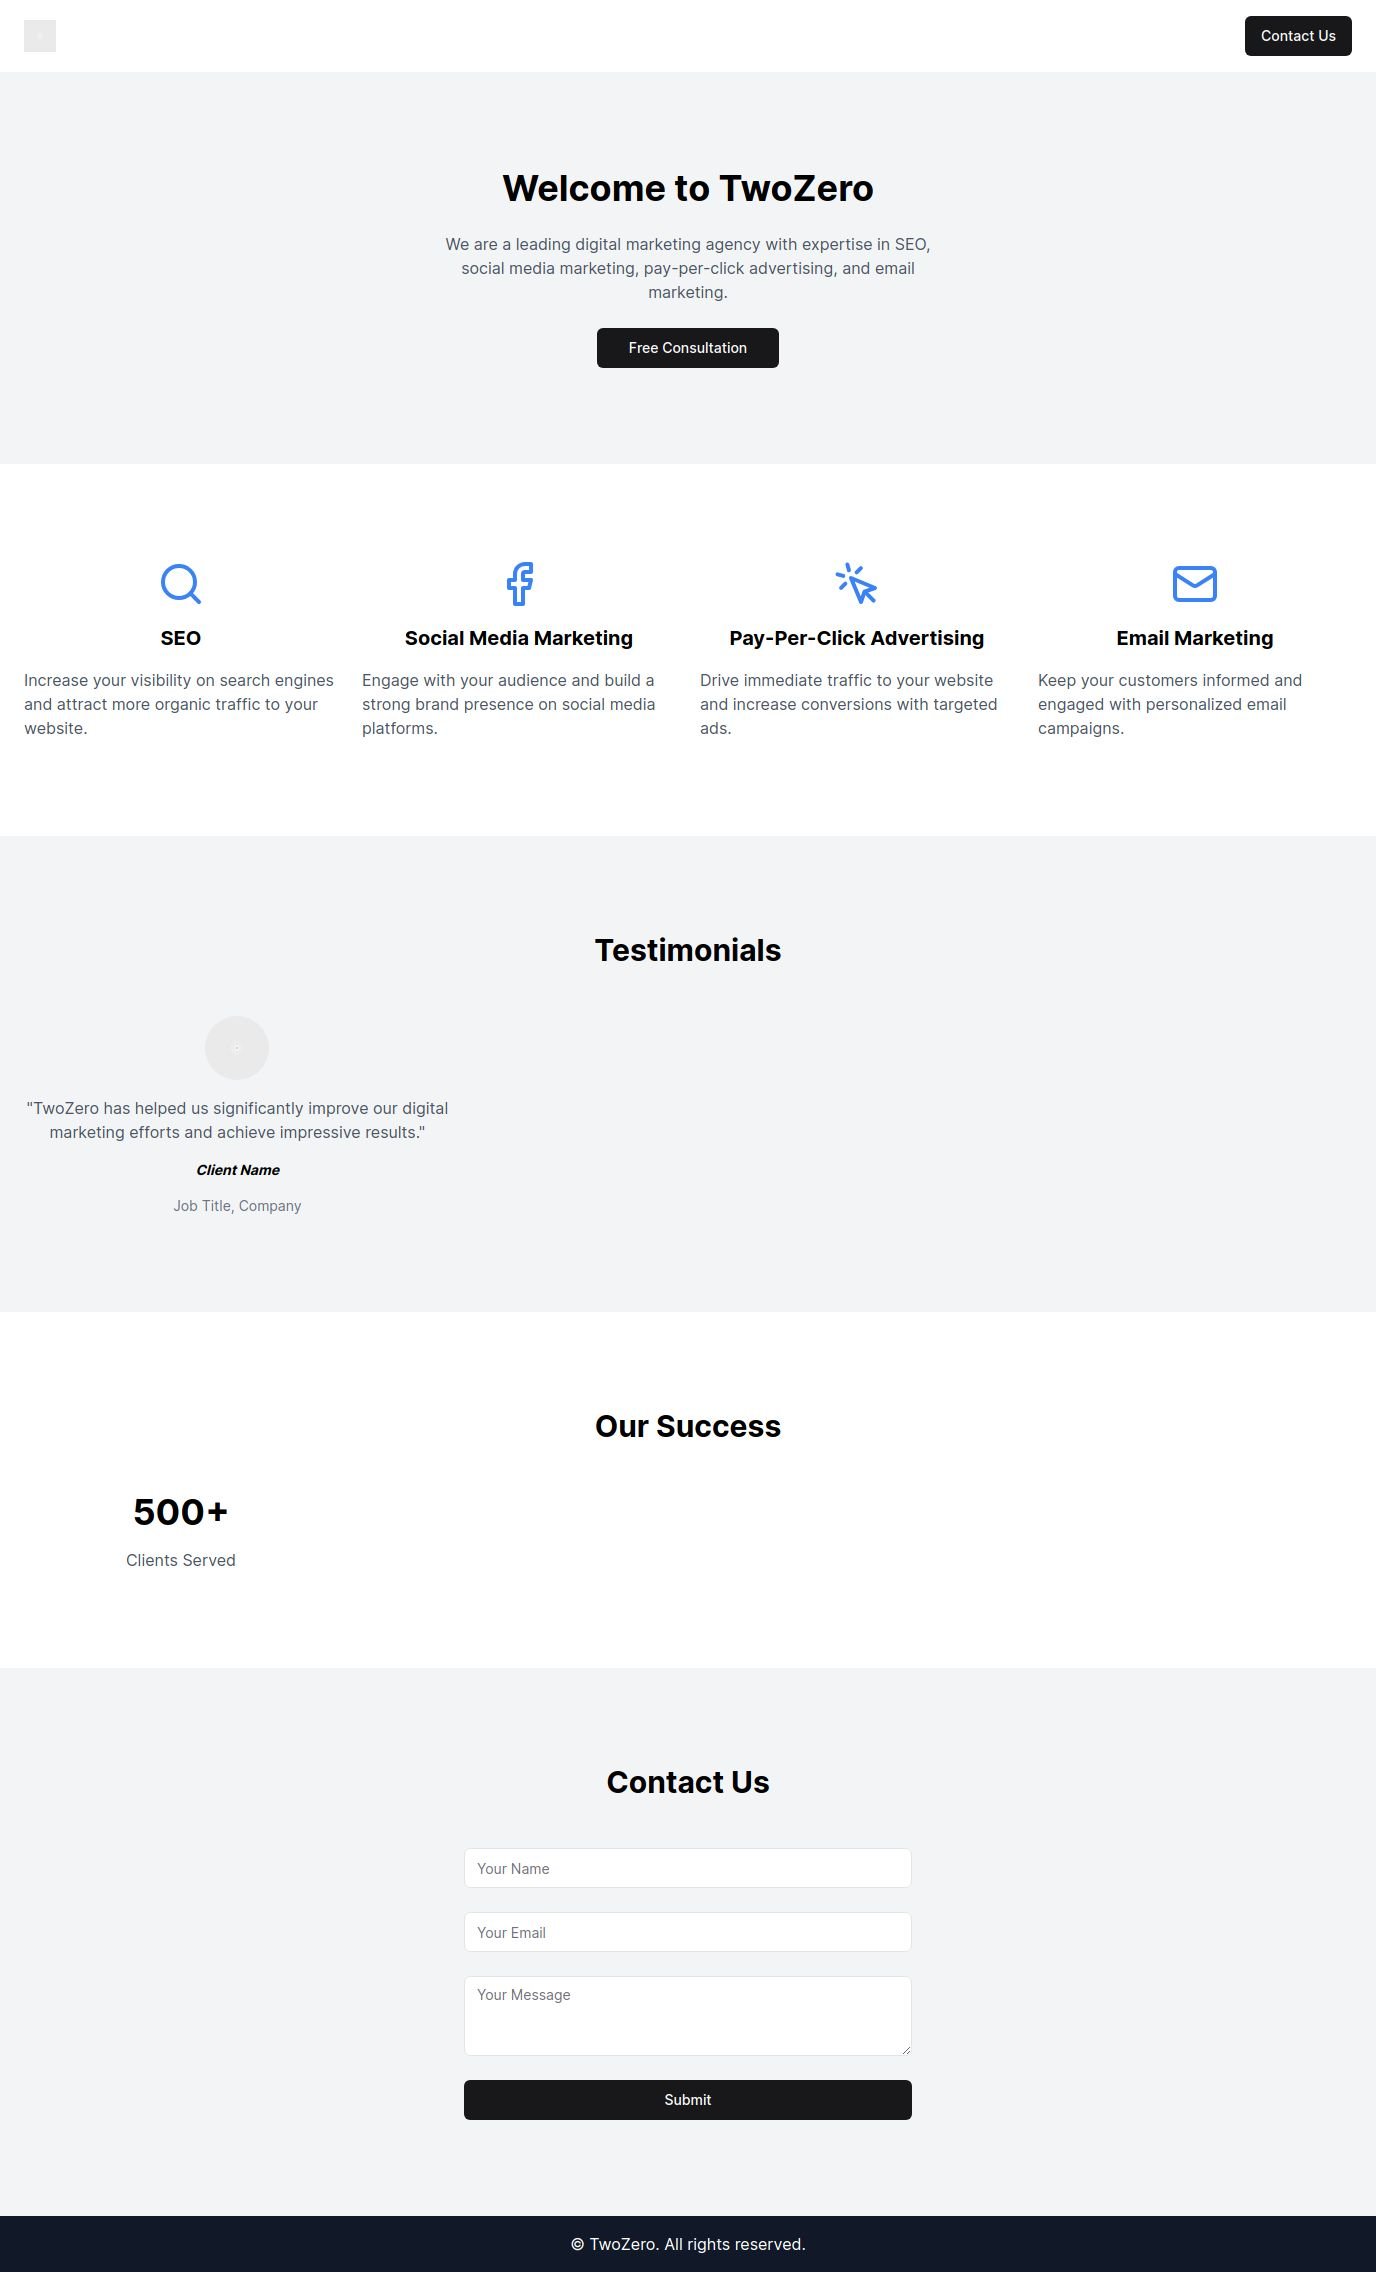 Contact Us
Welcome to TwoZero
We are a leading digital marketing agency with expertise in SEO,
social media marketing, pay-per-click advertising, and email
marketing.
Free Consultation
SEO
Increase your visibility on search engines
and attract more organic traffic to your
website.
Social Media Marketing
Engage with your audience and build a
strong brand presence on social media
platforms.
Pay-Per-Click Advertising
Drive immediate traffic to your website
and increase conversions with targeted
ads.
Email Marketing
Keep your customers informed and
engaged with personalized email
campaigns.
Testimonials
"TwoZero has helped us significantly improve our digital
marketing efforts and achieve impressive results."
Client Name
Job Title, Company
Our Success
500+
Clients Served
Contact Us
Your Name
Your Email
Your Message
Submit
© TwoZero. All rights reserved.